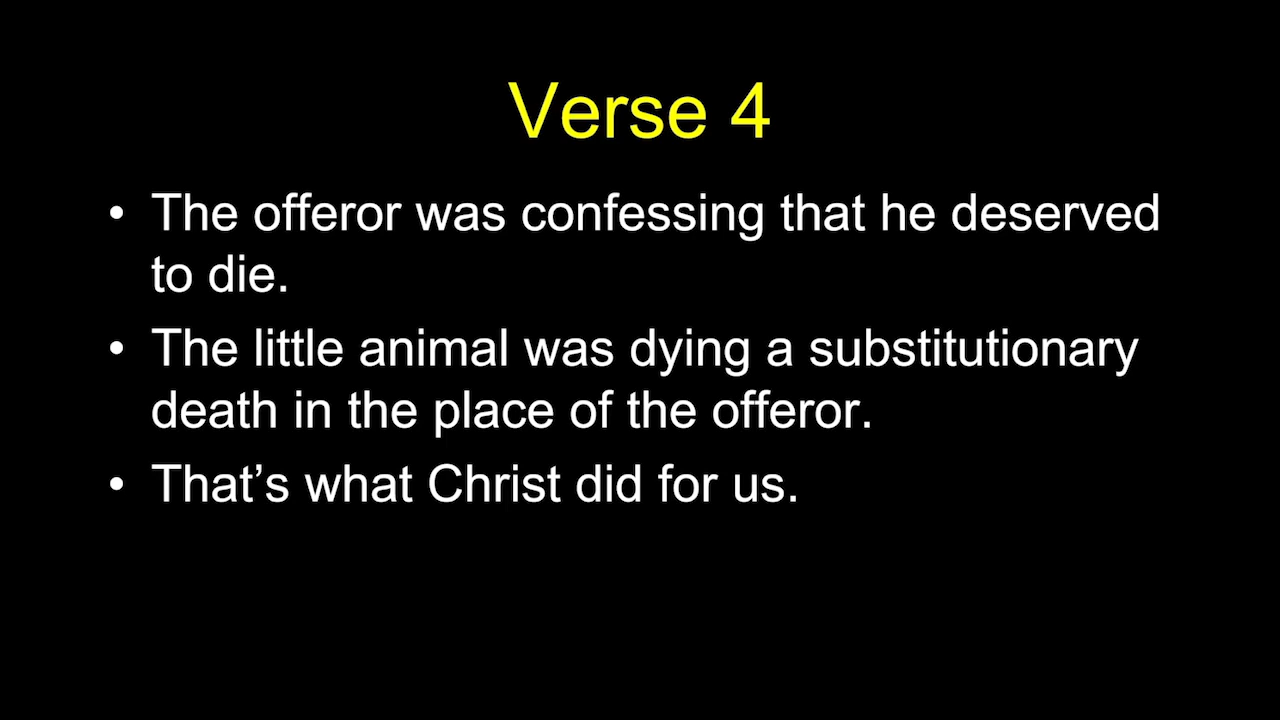 Verse 4
• The offeror was confessing that he deserved
to die.
• The little animal was dying a substitutionary
death in the place of the offeror.
• That’s what Christ did for us.